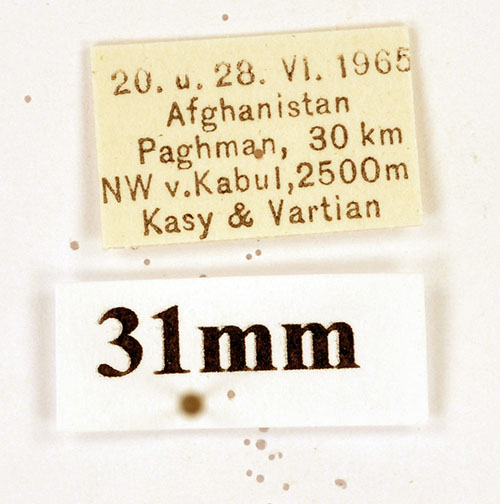 20. u. 28. VI. 1965
Afghanistan
Paghman, 30 km
NW v.Kabul,2500m
Kasy & Vartian
31mm